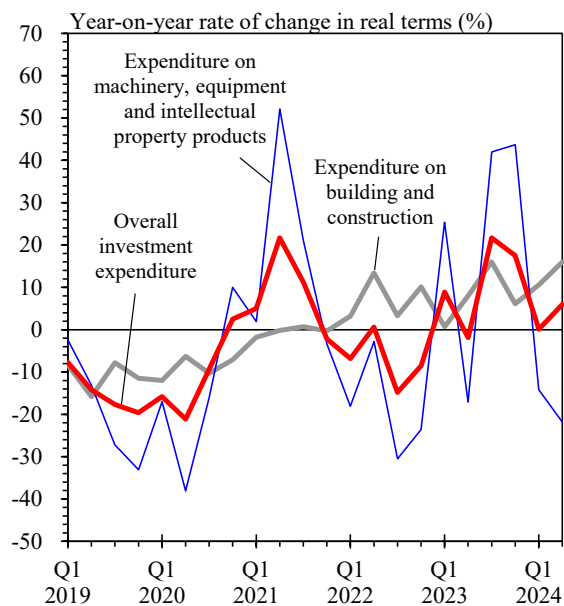 Year-on-year rate of change in real terms (%)
70
60
50
40
30
20
10
0
-10
-20
-30
-40
-50
Expenditure on
machinery, equipment
and intellectual
property products
Expenditure on
building and
construction
Overall
investment
expenditure
Q1 Q1 Q1 Q1 Q1 Q1
2019 2020 2021 2022 2023 2024